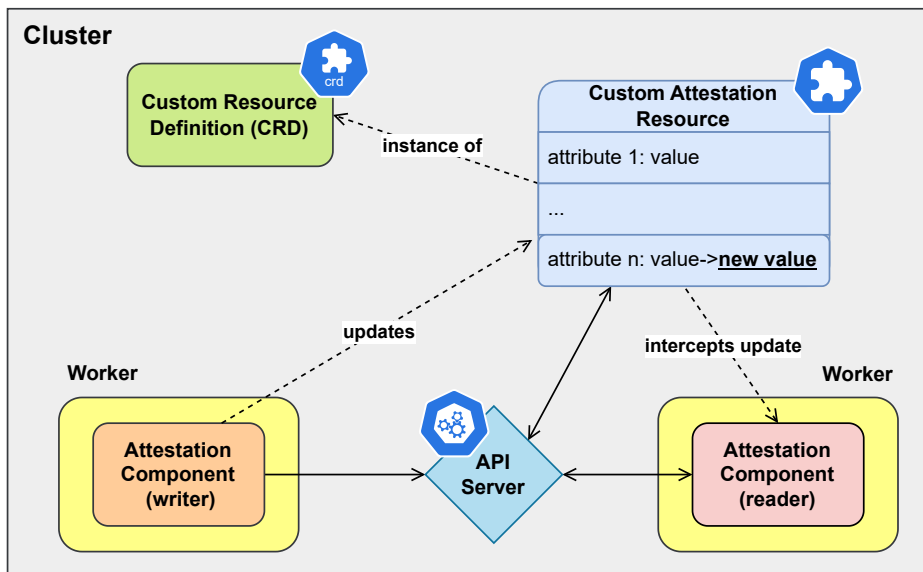 Cluster
crd
Custom Resource
Definition (CRD)
Custom Attestation
Resource
instance of
attribute 1: value
...
attribute n: value->new value
updates
intercepts update
Worker
Worker
Attestation
Component
(writer)
API
Server
Attestation
Component
(reader)